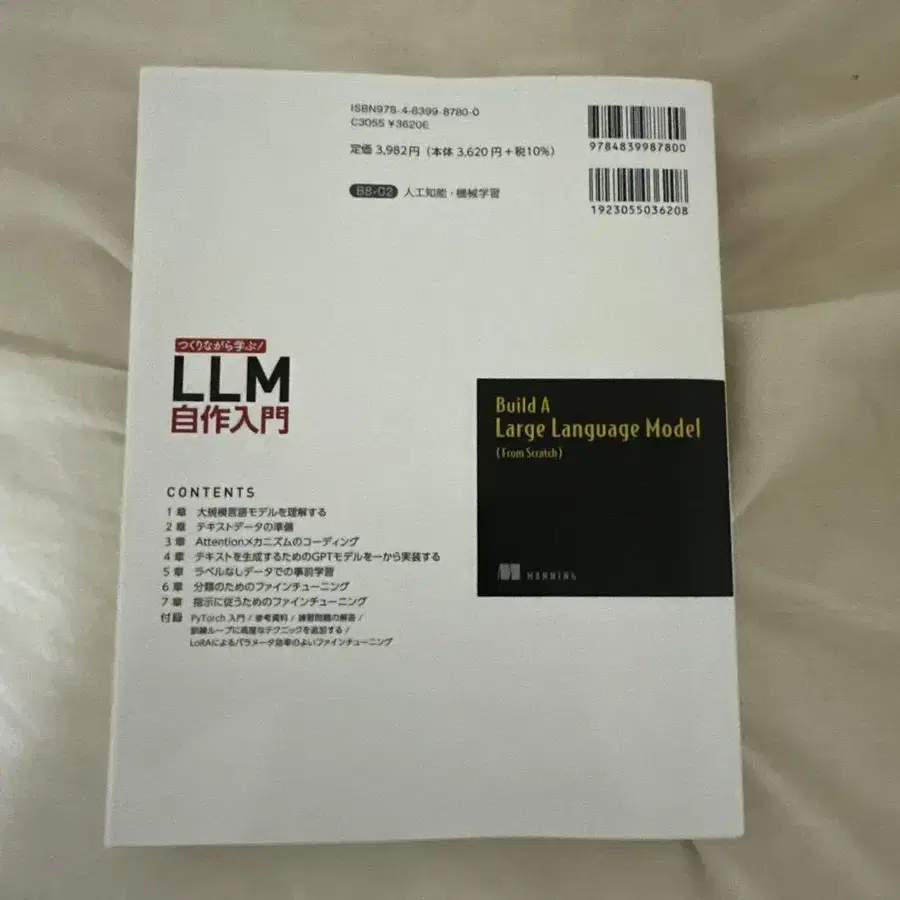 ISBN978-4-8399-8780-0
C3055 ¥3620E
定価 3,982円（本体 3,620円＋税10%）
B8-02 人工知能・機械学習
9784839987800
1923055036208
つくりながら学ぶ！
LLM
自作入門
Build A
Large Language Model
(From Scratch)
MANNING
CONTENTS
1章 大規模言語モデルを理解する
2章 テキストデータの準備
3章 Attentionメカニズムのコーディング
4章 テキストを生成するためのGPTモデルを一から実装する
5章 ラベルなしデータでの事前学習
6章 分類のためのファインチューニング
7章 指示に従うためのファインチューニング
付録 PyTorch 入門 / 参考資料 / 練習問題の解答 /
訓練ループに高度なテクニックを追加する /
LoRAによるパラメータ効率のよいファインチューニング